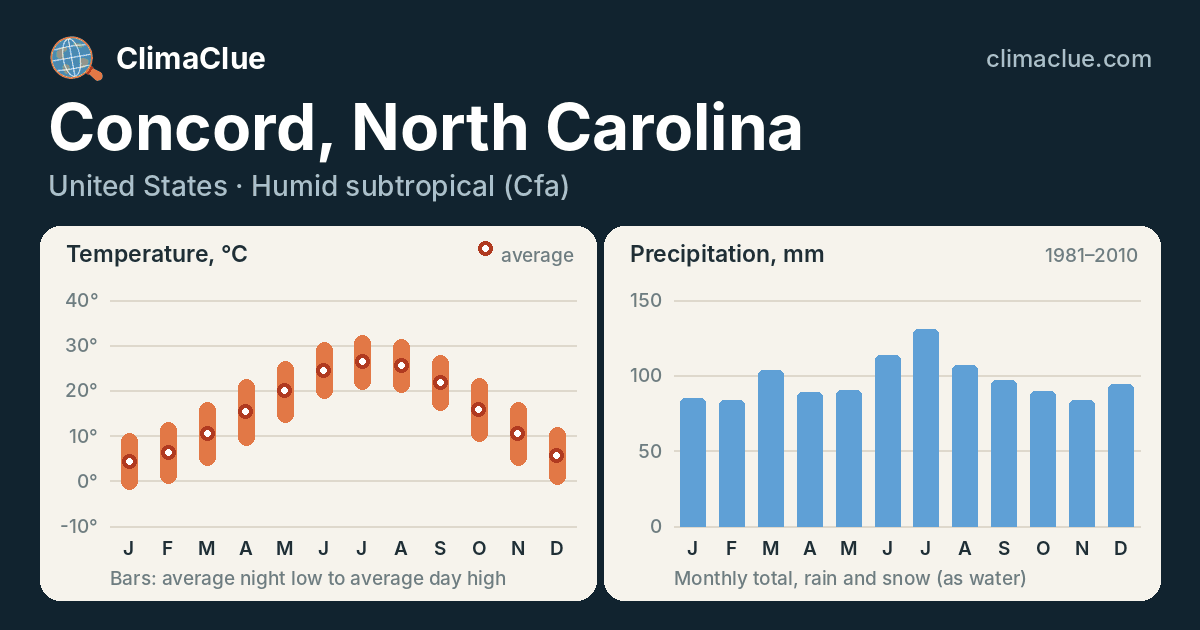 ClimaClue
climaclue.com
Concord, North Carolina
United States · Humid subtropical (Cfa)
Temperature, °C
average
40°
30°
20°
10°
0°
-10°
J F M A M J J A S O N D
Bars: average night low to average day high
Precipitation, mm
1981–2010
150
100
50
0
J F M A M J J A S O N D
Monthly total, rain and snow (as water)